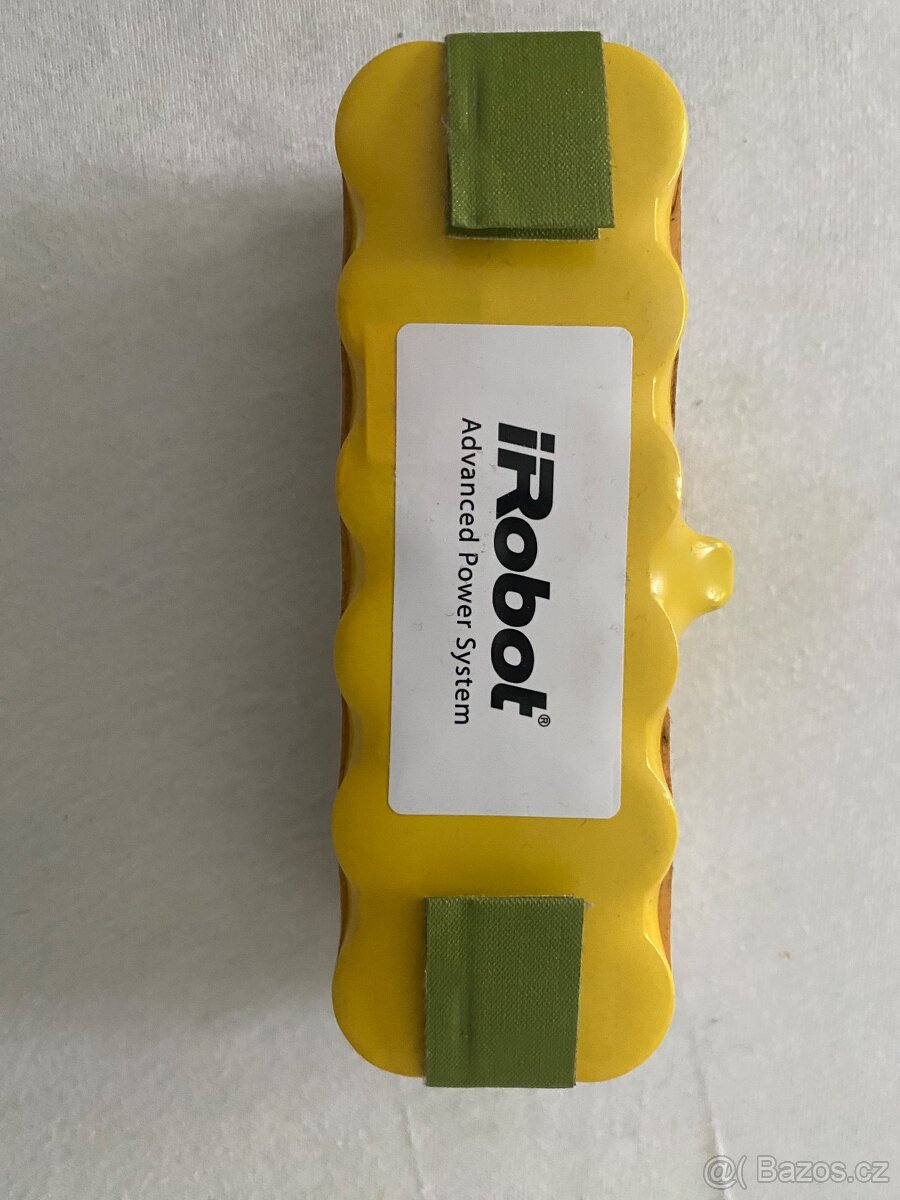 iRobot®
Advanced Power System
@( Bazos.cz